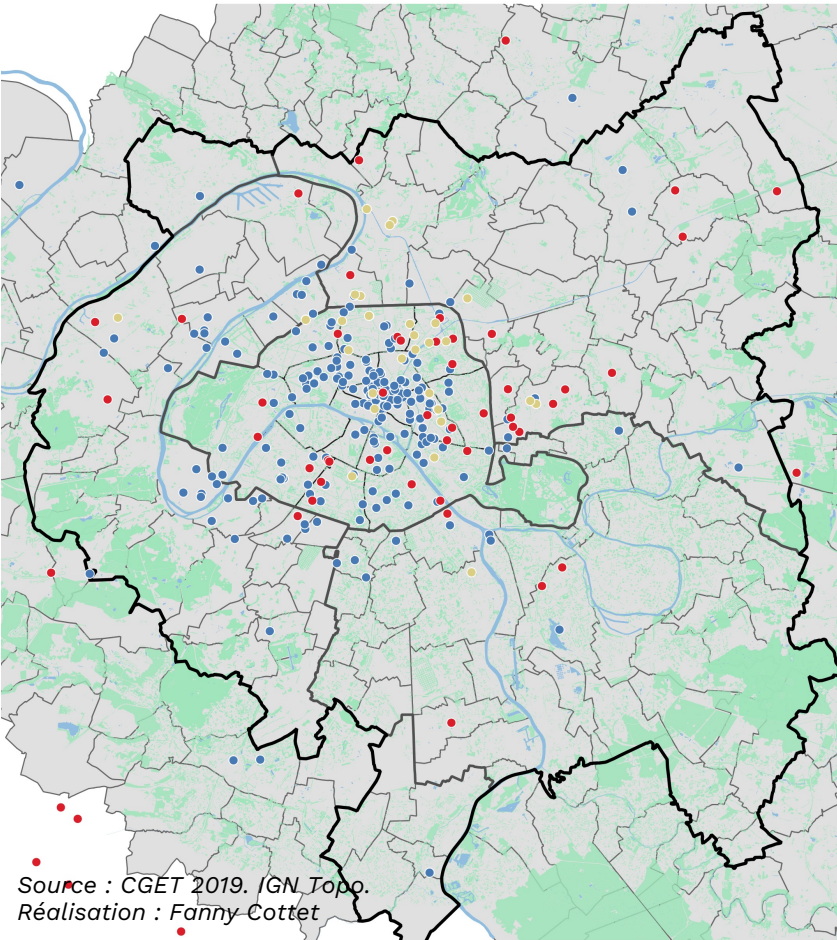 Source : CGET 2019. IGN Topo.
Réalisation : Fanny Cottet